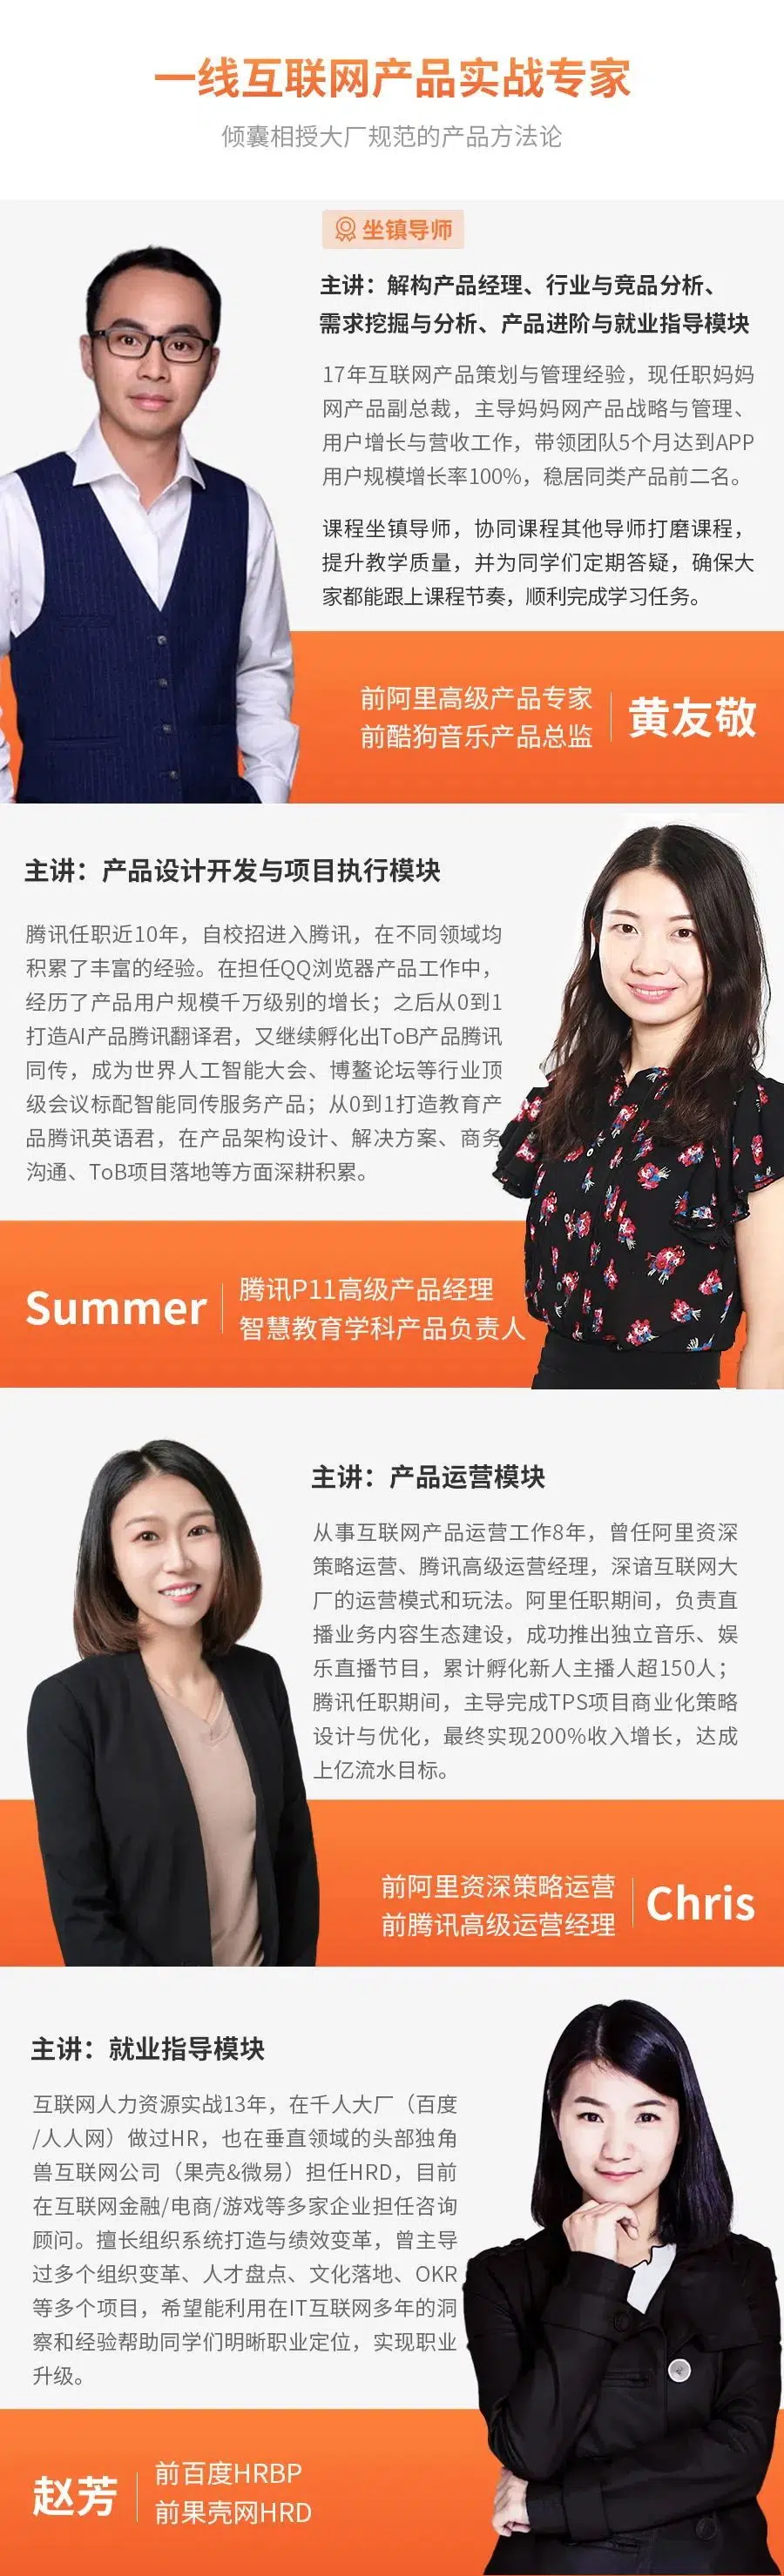 一线互联网产品实战专家
倾囊相授大厂规范的产品方法论
坐镇导师
主讲：解构产品经理、行业与竞品分析、
需求挖掘与分析、产品进阶与就业指导模块
17年互联网产品策划与管理经验，现任职妈妈
网产品副总裁，主导妈妈网产品战略与管理、
用户增长与营收工作，带领团队5个月达到APP
用户规模增长率100%，稳居同类产品前二名。
课程坐镇导师，协同课程其他导师打磨课程，
提升教学质量，并为同学们定期答疑，确保大
家都能跟上课程节奏，顺利完成学习任务。
前阿里高级产品专家
前酷狗音乐产品总监
黄友敬
主讲：产品设计开发与项目执行模块
腾讯任职近10年，自校招进入腾讯，在不同领域均
积累了丰富的经验。在担任QQ浏览器产品工作中，
经历了产品用户规模千万级别的增长；之后从0到1
打造AI产品腾讯翻译君，又继续孵化出ToB产品腾讯
同传，成为世界人工智能大会、博鳌论坛等行业顶
级会议标配智能同传服务产品；从0到1打造教育产
品腾讯英语君，在产品架构设计、解决方案、商务
沟通、ToB项目落地等方面深耕积累。
Summer
腾讯P11高级产品经理
智慧教育学科产品负责人
主讲：产品运营模块
从事互联网产品运营工作8年，曾任阿里资深
策略运营、腾讯高级运营经理，深谙互联网大
厂的运营模式和玩法。阿里任职期间，负责直
播业务内容生态建设，成功推出独立音乐、娱
乐直播节目，累计孵化新人主播人超150人；
腾讯任职期间，主导完成TPS项目商业化策略
设计与优化，最终实现200%收入增长，达成
上亿流水目标。
前阿里资深策略运营
前腾讯高级运营经理
Chris
主讲：就业指导模块
互联网人力资源实战13年，在千人大厂（百度
/人人网）做过HR，也在垂直领域的头部独角
兽互联网公司（果壳&微易）担任HRD，目前
在互联网金融/电商/游戏等多家企业担任咨询
顾问。擅长组织系统打造与绩效变革，曾主导
过多个组织变革、人才盘点、文化落地、OKR
等多个项目，希望能利用在IT互联网多年的洞
察和经验帮助同学们明晰职业定位，实现职业
升级。
赵芳
前百度HRBP
前果壳网HRD